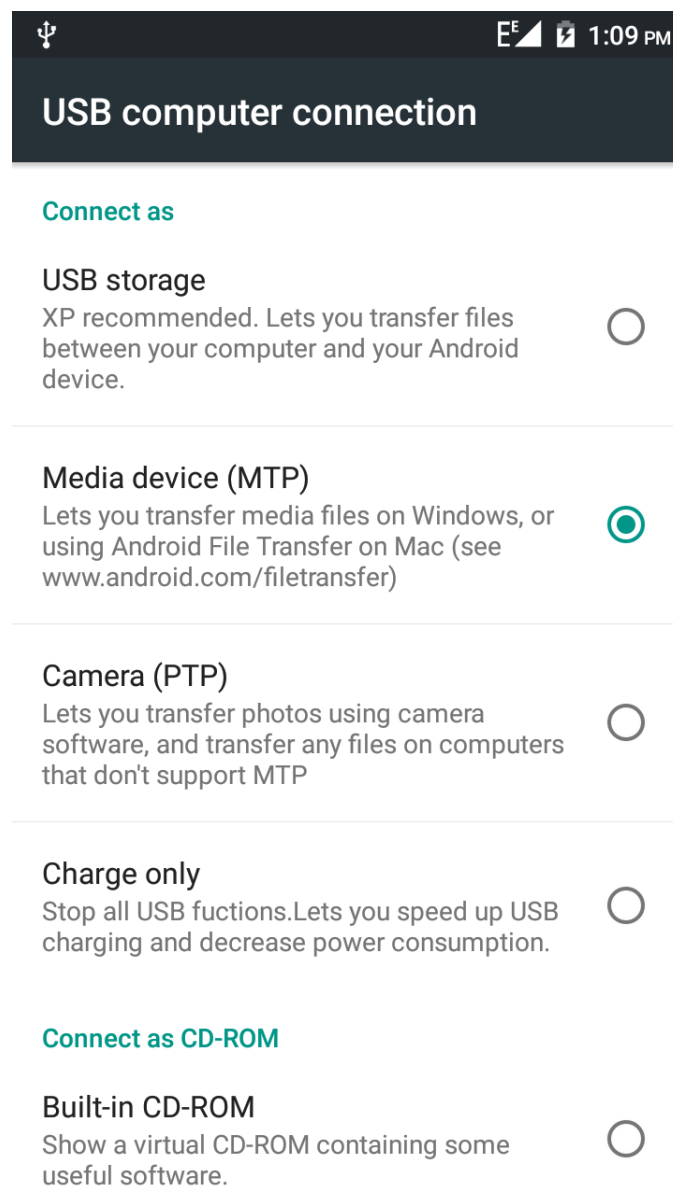 EE 1:09 PM
USB computer connection
Connect as
USB storage
XP recommended. Lets you transfer files
between your computer and your Android
device.
Media device (MTP)
Lets you transfer media files on Windows, or
using Android File Transfer on Mac (see
www.android.com/filetransfer)
Camera (PTP)
Lets you transfer photos using camera
software, and transfer any files on computers
that don't support MTP
Charge only
Stop all USB fuctions.Lets you speed up USB
charging and decrease power consumption.
Connect as CD-ROM
Built-in CD-ROM
Show a virtual CD-ROM containing some
useful software.